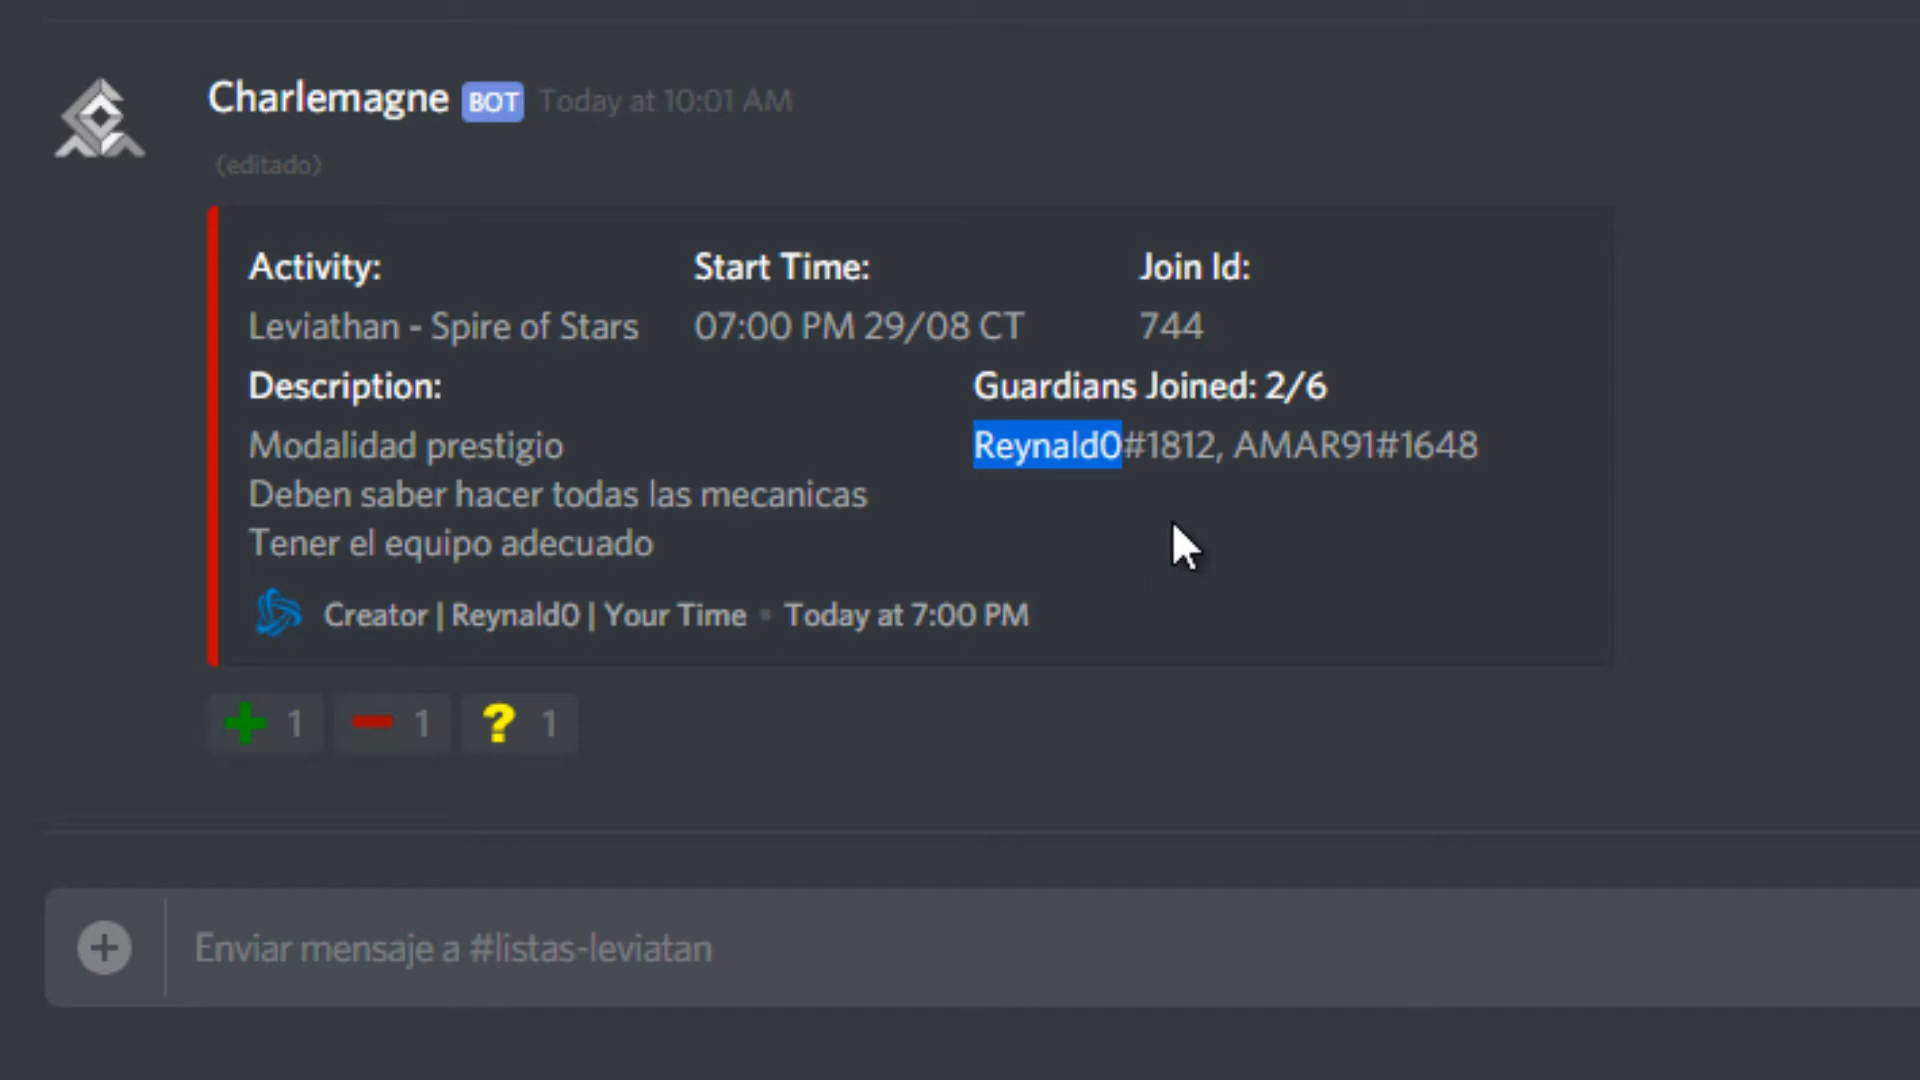 Charlemagne BOT Today at 10:01 AM
(editado)
Activity: Start Time: Join Id:
Leviathan - Spire of Stars 07:00 PM 29/08 CT 744
Description: Guardians Joined: 2/6
Modalidad prestigio Reynald0#1812, AMAR91#1648
Deben saber hacer todas las mecanicas
Tener el equipo adecuado
Creator | Reynald0 | Your Time • Today at 7:00 PM
1 1 ? 1
Enviar mensaje a #listas-leviatan